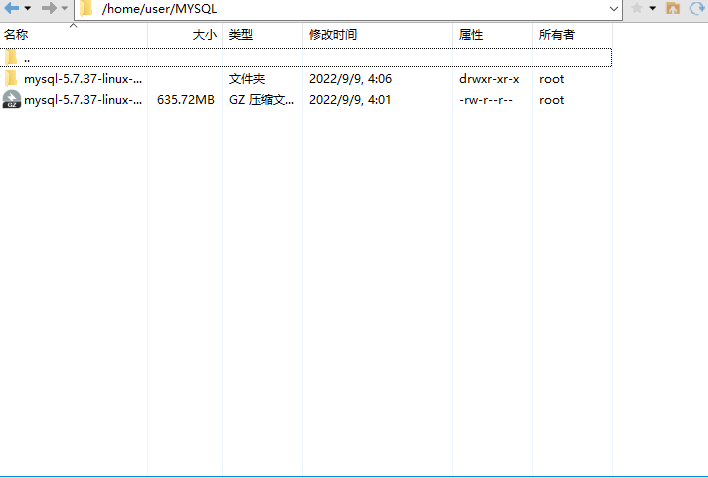 /home/user/MYSQL
名称 大小 类型 修改时间 属性 所有者
..
mysql-5.7.37-linux-... 文件夹 2022/9/9, 4:06 drwxr-xr-x root
mysql-5.7.37-linux-... 635.72MB GZ 压缩文... 2022/9/9, 4:01 -rw-r--r-- root